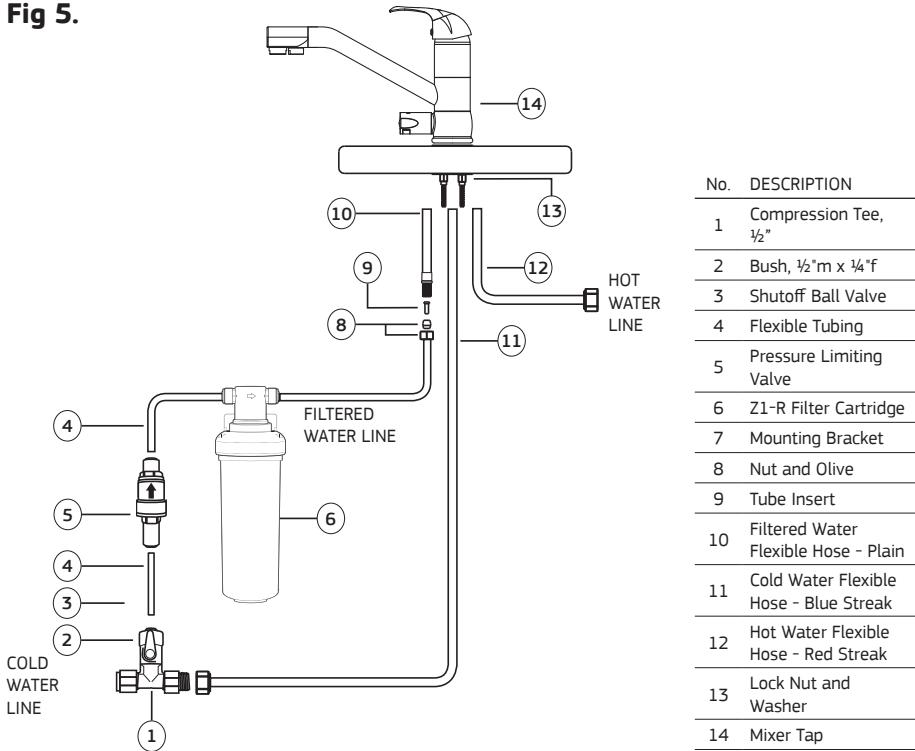 Fig 5.
14
10
13
9
12
HOT
WATER
LINE
8
11
FILTERED
WATER LINE
4
5
6
4
3
2
COLD
WATER
LINE
1
No. DESCRIPTION
1 Compression Tee,
½”
2 Bush, ½"m x ¼"f
3 Shutoff Ball Valve
4 Flexible Tubing
5 Pressure Limiting
Valve
6 Z1-R Filter Cartridge
7 Mounting Bracket
8 Nut and Olive
9 Tube Insert
10 Filtered Water
Flexible Hose - Plain
11 Cold Water Flexible
Hose - Blue Streak
12 Hot Water Flexible
Hose - Red Streak
13 Lock Nut and
Washer
14 Mixer Tap